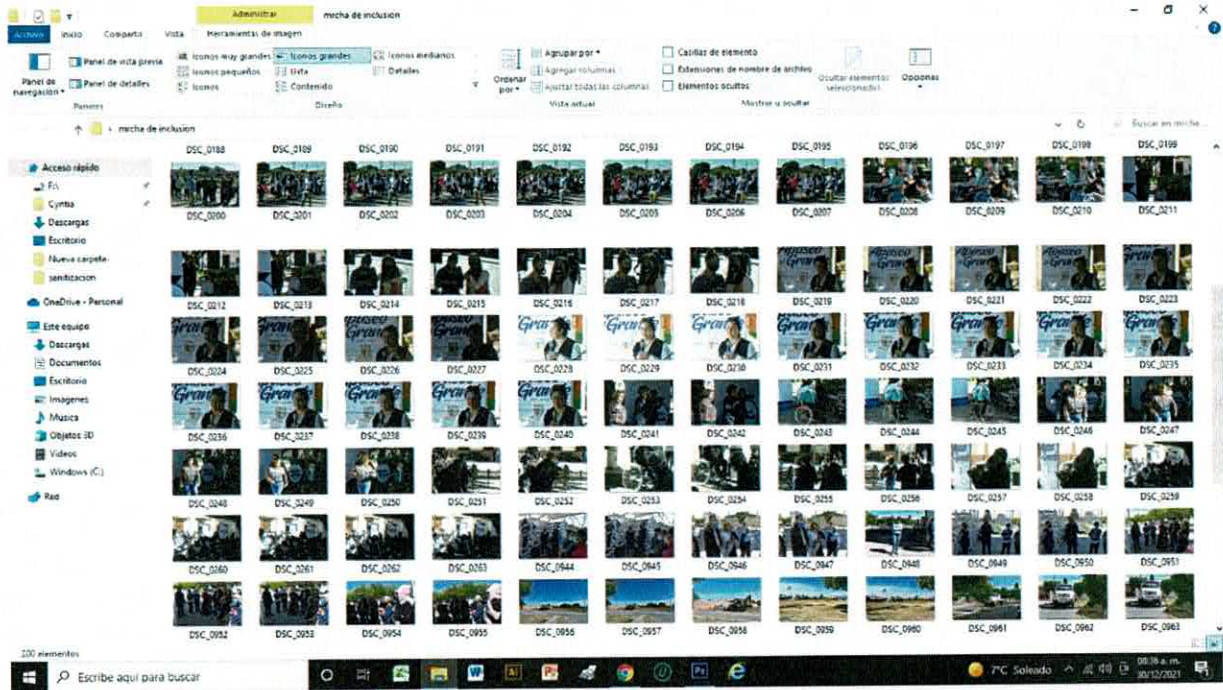 Administrar
mrcha de inclusion
Archivo Inicio Compartir Vista Herramientas de imagen
Panel de navegación
Panel de vista previa
Panel de detalles
Paneles
Iconos muy grandes Iconos grandes Iconos medianos
Iconos pequeños Lista Detalles
Iconos Contenido
Diseño
Ordenar por
Agrupar por
Agregar columnas
Ajustar todas las columnas
Vista actual
Casillas de elemento
Extensiones de nombre de archivo
Elementos ocultos
Ocultar elementos seleccionados
Opciones
Mostrar u ocultar
mrcha de inclusion
Buscar en mrcha...
Acceso rápido
F:\
Cyntia
Descargas
Escritorio
Nueva carpeta
sanitizacion
OneDrive - Personal
Este equipo
Descargas
Documentos
Escritorio
Imágenes
Música
Objetos 3D
Videos
Windows (C:)
Red
DSC_0188 DSC_0189 DSC_0190 DSC_0191 DSC_0192 DSC_0193 DSC_0194 DSC_0195 DSC_0196 DSC_0197 DSC_0198 DSC_0199
DSC_0200 DSC_0201 DSC_0202 DSC_0203 DSC_0204 DSC_0205 DSC_0206 DSC_0207 DSC_0208 DSC_0209 DSC_0210 DSC_0211
DSC_0212 DSC_0213 DSC_0214 DSC_0215 DSC_0216 DSC_0217 DSC_0218 DSC_0219 DSC_0220 DSC_0221 DSC_0222 DSC_0223
DSC_0224 DSC_0225 DSC_0226 DSC_0227 DSC_0228 DSC_0229 DSC_0230 DSC_0231 DSC_0232 DSC_0233 DSC_0234 DSC_0235
DSC_0236 DSC_0237 DSC_0238 DSC_0239 DSC_0240 DSC_0241 DSC_0242 DSC_0243 DSC_0244 DSC_0245 DSC_0246 DSC_0247
DSC_0248 DSC_0249 DSC_0250 DSC_0251 DSC_0252 DSC_0253 DSC_0254 DSC_0255 DSC_0256 DSC_0257 DSC_0258 DSC_0259
DSC_0260 DSC_0261 DSC_0262 DSC_0263 DSC_0944 DSC_0945 DSC_0946 DSC_0947 DSC_0948 DSC_0949 DSC_0950 DSC_0951
DSC_0952 DSC_0953 DSC_0954 DSC_0955 DSC_0956 DSC_0957 DSC_0958 DSC_0959 DSC_0960 DSC_0961 DSC_0962 DSC_0963
200 elementos
Escribe aquí para buscar
7°C Soleado
08:36 a. m.
30/12/2021